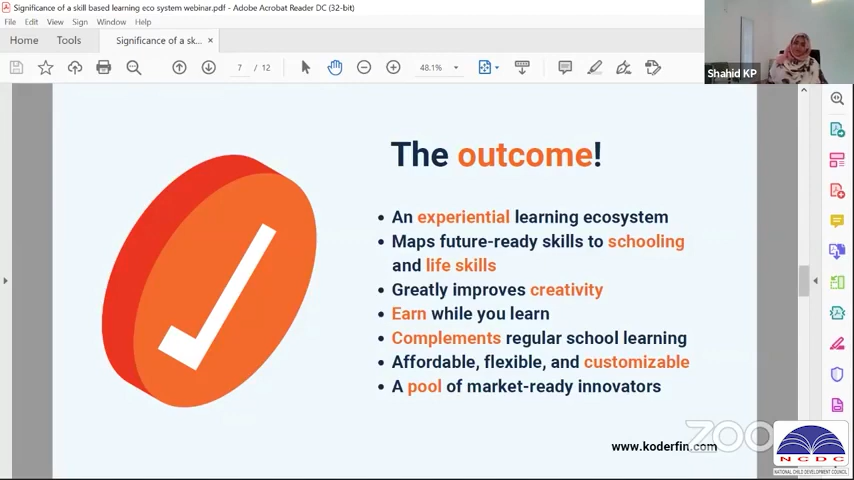 Significance of a skill based learning eco system webinar.pdf - Adobe Acrobat Reader DC (32-bit)
File Edit View Sign Window Help
Home Tools Significance of a sk... ×
7 / 12 48.1%
Shahid KP
The outcome!
• An experiential learning ecosystem
• Maps future-ready skills to schooling
and life skills
• Greatly improves creativity
• Earn while you learn
• Complements regular school learning
• Affordable, flexible, and customizable
• A pool of market-ready innovators
www.koderfin.com
zoo
NCDC
NATIONAL CHILD DEVELOPMENT COUNCIL